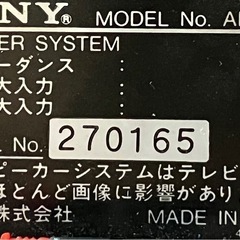 NY. MODEL No. A
ER SYSTEM
ーダンス :
大入力 :
大入力 :
L No. 270165
ピーカーシステムはテレビ
ほとんど画像に影響があり
株式会社 MADE IN